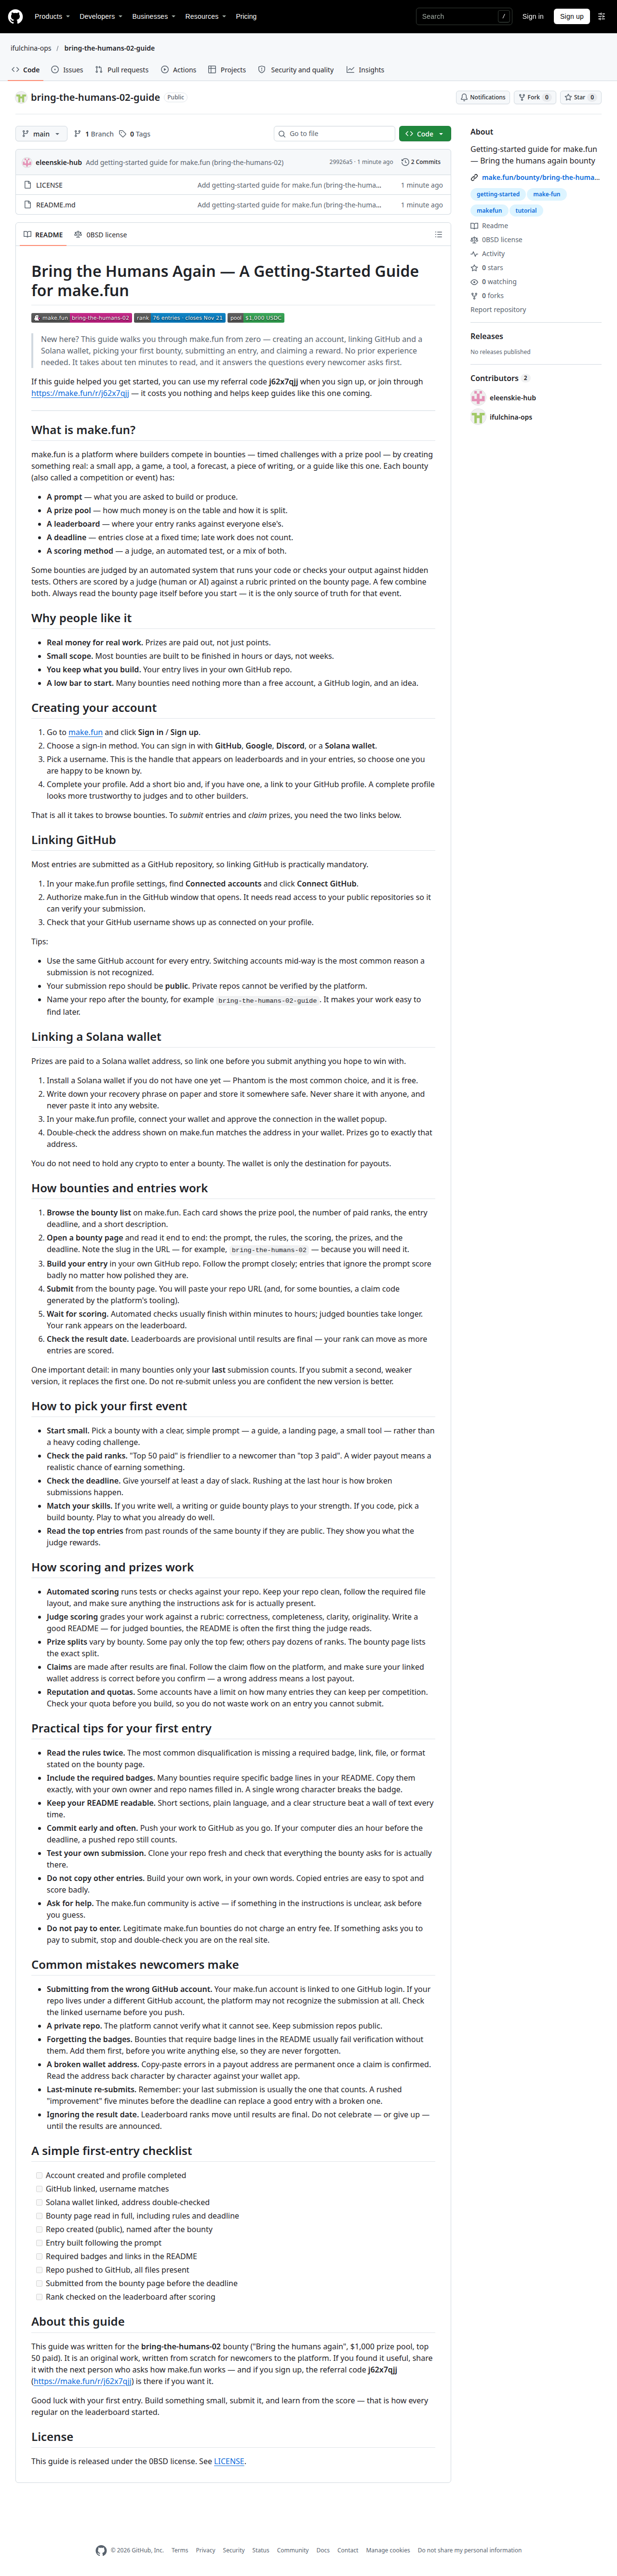 Products
Developers
Businesses
Resources
Pricing
Search
/
Sign in
Sign up
ifulchina-ops / bring-the-humans-02-guide
Code
Issues
Pull requests
Actions
Projects
Security and quality
Insights
bring-the-humans-02-guide Public
Notifications
Fork 0
Star 0
main
1 Branch
0 Tags
Go to file
Code
eleenskie-hub Add getting-started guide for make.fun (bring-the-humans-02)
29926a5 · 1 minute ago
2 Commits
LICENSE Add getting-started guide for make.fun (bring-the-huma... 1 minute ago
README.md Add getting-started guide for make.fun (bring-the-huma... 1 minute ago
README
0BSD license
Bring the Humans Again — A Getting-Started Guide
for make.fun
make.fun bring-the-humans-02 rank 76 entries · closes Nov 21 pool $1,000 USDC
New here? This guide walks you through make.fun from zero — creating an account, linking GitHub and a
Solana wallet, picking your first bounty, submitting an entry, and claiming a reward. No prior experience
needed. It takes about ten minutes to read, and it answers the questions every newcomer asks first.
If this guide helped you get started, you can use my referral code j62x7qjj when you sign up, or join through
https://make.fun/r/j62x7qjj — it costs you nothing and helps keep guides like this one coming.
What is make.fun?
make.fun is a platform where builders compete in bounties — timed challenges with a prize pool — by creating
something real: a small app, a game, a tool, a forecast, a piece of writing, or a guide like this one. Each bounty
(also called a competition or event) has:
A prompt — what you are asked to build or produce.
A prize pool — how much money is on the table and how it is split.
A leaderboard — where your entry ranks against everyone else's.
A deadline — entries close at a fixed time; late work does not count.
A scoring method — a judge, an automated test, or a mix of both.
Some bounties are judged by an automated system that runs your code or checks your output against hidden
tests. Others are scored by a judge (human or AI) against a rubric printed on the bounty page. A few combine
both. Always read the bounty page itself before you start — it is the only source of truth for that event.
Why people like it
Real money for real work. Prizes are paid out, not just points.
Small scope. Most bounties are built to be finished in hours or days, not weeks.
You keep what you build. Your entry lives in your own GitHub repo.
A low bar to start. Many bounties need nothing more than a free account, a GitHub login, and an idea.
Creating your account
1. Go to make.fun and click Sign in / Sign up.
2. Choose a sign-in method. You can sign in with GitHub, Google, Discord, or a Solana wallet.
3. Pick a username. This is the handle that appears on leaderboards and in your entries, so choose one you
are happy to be known by.
4. Complete your profile. Add a short bio and, if you have one, a link to your GitHub profile. A complete profile
looks more trustworthy to judges and to other builders.
That is all it takes to browse bounties. To submit entries and claim prizes, you need the two links below.
Linking GitHub
Most entries are submitted as a GitHub repository, so linking GitHub is practically mandatory.
1. In your make.fun profile settings, find Connected accounts and click Connect GitHub.
2. Authorize make.fun in the GitHub window that opens. It needs read access to your public repositories so it
can verify your submission.
3. Check that your GitHub username shows up as connected on your profile.
Tips:
Use the same GitHub account for every entry. Switching accounts mid-way is the most common reason a
submission is not recognized.
Your submission repo should be public. Private repos cannot be verified by the platform.
Name your repo after the bounty, for example bring-the-humans-02-guide. It makes your work easy to
find later.
Linking a Solana wallet
Prizes are paid to a Solana wallet address, so link one before you submit anything you hope to win with.
1. Install a Solana wallet if you do not have one yet — Phantom is the most common choice, and it is free.
2. Write down your recovery phrase on paper and store it somewhere safe. Never share it with anyone, and
never paste it into any website.
3. In your make.fun profile, connect your wallet and approve the connection in the wallet popup.
4. Double-check the address shown on make.fun matches the address in your wallet. Prizes go to exactly that
address.
You do not need to hold any crypto to enter a bounty. The wallet is only the destination for payouts.
How bounties and entries work
1. Browse the bounty list on make.fun. Each card shows the prize pool, the number of paid ranks, the entry
deadline, and a short description.
2. Open a bounty page and read it end to end: the prompt, the rules, the scoring, the prizes, and the
deadline. Note the slug in the URL — for example, bring-the-humans-02 — because you will need it.
3. Build your entry in your own GitHub repo. Follow the prompt closely; entries that ignore the prompt score
badly no matter how polished they are.
4. Submit from the bounty page. You will paste your repo URL (and, for some bounties, a claim code
generated by the platform's tooling).
5. Wait for scoring. Automated checks usually finish within minutes to hours; judged bounties take longer.
Your rank appears on the leaderboard.
6. Check the result date. Leaderboards are provisional until results are final — your rank can move as more
entries are scored.
One important detail: in many bounties only your last submission counts. If you submit a second, weaker
version, it replaces the first one. Do not re-submit unless you are confident the new version is better.
How to pick your first event
Start small. Pick a bounty with a clear, simple prompt — a guide, a landing page, a small tool — rather than
a heavy coding challenge.
Check the paid ranks. "Top 50 paid" is friendlier to a newcomer than "top 3 paid". A wider payout means a
realistic chance of earning something.
Check the deadline. Give yourself at least a day of slack. Rushing at the last hour is how broken
submissions happen.
Match your skills. If you write well, a writing or guide bounty plays to your strength. If you code, pick a
build bounty. Play to what you already do well.
Read the top entries from past rounds of the same bounty if they are public. They show you what the
judge rewards.
How scoring and prizes work
Automated scoring runs tests or checks against your repo. Keep your repo clean, follow the required file
layout, and make sure anything the instructions ask for is actually present.
Judge scoring grades your work against a rubric: correctness, completeness, clarity, originality. Write a
good README — for judged bounties, the README is often the first thing the judge reads.
Prize splits vary by bounty. Some pay only the top few; others pay dozens of ranks. The bounty page lists
the exact split.
Claims are made after results are final. Follow the claim flow on the platform, and make sure your linked
wallet address is correct before you confirm — a wrong address means a lost payout.
Reputation and quotas. Some accounts have a limit on how many entries they can keep per competition.
Check your quota before you build, so you do not waste work on an entry you cannot submit.
Practical tips for your first entry
Read the rules twice. The most common disqualification is missing a required badge, link, file, or format
stated on the bounty page.
Include the required badges. Many bounties require specific badge lines in your README. Copy them
exactly, with your own owner and repo names filled in. A single wrong character breaks the badge.
Keep your README readable. Short sections, plain language, and a clear structure beat a wall of text every
time.
Commit early and often. Push your work to GitHub as you go. If your computer dies an hour before the
deadline, a pushed repo still counts.
Test your own submission. Clone your repo fresh and check that everything the bounty asks for is actually
there.
Do not copy other entries. Build your own work, in your own words. Copied entries are easy to spot and
score badly.
Ask for help. The make.fun community is active — if something in the instructions is unclear, ask before
you guess.
Do not pay to enter. Legitimate make.fun bounties do not charge an entry fee. If something asks you to
pay to submit, stop and double-check you are on the real site.
Common mistakes newcomers make
Submitting from the wrong GitHub account. Your make.fun account is linked to one GitHub login. If your
repo lives under a different GitHub account, the platform may not recognize the submission at all. Check
the linked username before you push.
A private repo. The platform cannot verify what it cannot see. Keep submission repos public.
Forgetting the badges. Bounties that require badge lines in the README usually fail verification without
them. Add them first, before you write anything else, so they are never forgotten.
A broken wallet address. Copy-paste errors in a payout address are permanent once a claim is confirmed.
Read the address back character by character against your wallet app.
Last-minute re-submits. Remember: your last submission is usually the one that counts. A rushed
"improvement" five minutes before the deadline can replace a good entry with a broken one.
Ignoring the result date. Leaderboard ranks move until results are final. Do not celebrate — or give up —
until the results are announced.
A simple first-entry checklist
Account created and profile completed
GitHub linked, username matches
Solana wallet linked, address double-checked
Bounty page read in full, including rules and deadline
Repo created (public), named after the bounty
Entry built following the prompt
Required badges and links in the README
Repo pushed to GitHub, all files present
Submitted from the bounty page before the deadline
Rank checked on the leaderboard after scoring
About this guide
This guide was written for the bring-the-humans-02 bounty ("Bring the humans again", $1,000 prize pool, top
50 paid). It is an original work, written from scratch for newcomers to the platform. If you found it useful, share
it with the next person who asks how make.fun works — and if you sign up, the referral code j62x7qjj
(https://make.fun/r/j62x7qjj) is there if you want it.
Good luck with your first entry. Build something small, submit it, and learn from the score — that is how every
regular on the leaderboard started.
License
This guide is released under the 0BSD license. See LICENSE.
About
Getting-started guide for make.fun
— Bring the humans again bounty
make.fun/bounty/bring-the-huma...
getting-started
make-fun
makefun
tutorial
Readme
0BSD license
Activity
0 stars
0 watching
0 forks
Report repository
Releases
No releases published
Contributors 2
eleenskie-hub
ifulchina-ops
© 2026 GitHub, Inc.
Terms
Privacy
Security
Status
Community
Docs
Contact
Manage cookies
Do not share my personal information